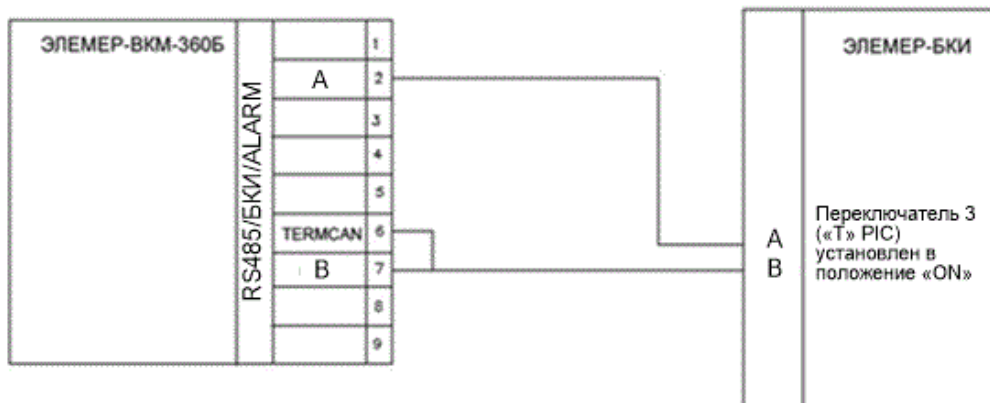 ЭЛЕМЕР-ВКМ-360Б
RS485/БКИ/ALARM
1
A 2
3
4
5
TERMCAN 6
B 7
8
9
ЭЛЕМЕР-БКИ
A
B
Переключатель 3
(«Т» PIC)
установлен в
положение «ON»